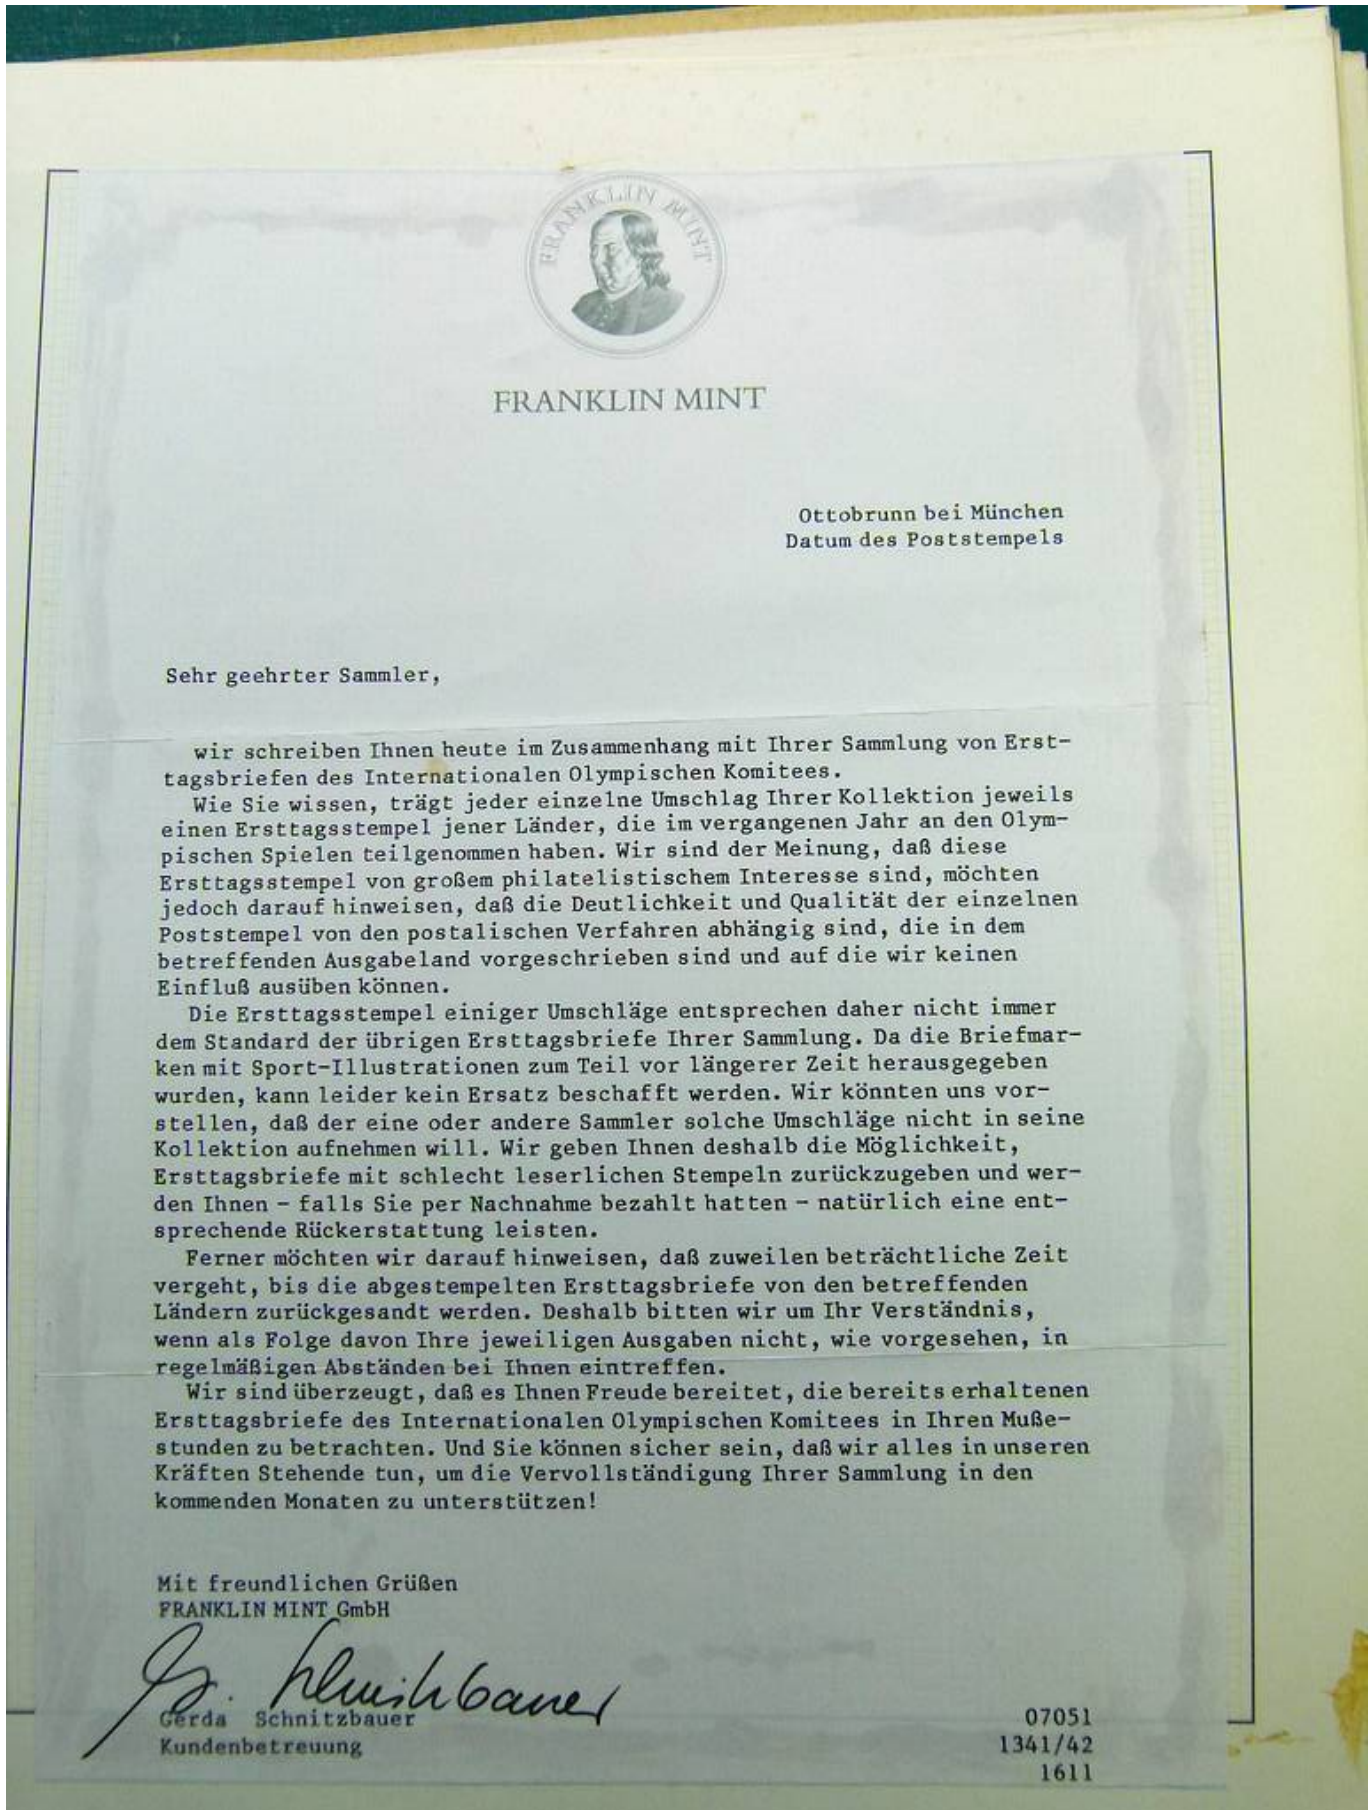 FRANKLIN MINT
FRANKLIN MINT
Ottobrunn bei München
Datum des Poststempels
Sehr geehrter Sammler,
wir schreiben Ihnen heute im Zusammenhang mit Ihrer Sammlung von Erst-
tagsbriefen des Internationalen Olympischen Komitees.
Wie Sie wissen, trägt jeder einzelne Umschlag Ihrer Kollektion jeweils
einen Ersttagsstempel jener Länder, die im vergangenen Jahr an den Olym-
pischen Spielen teilgenommen haben. Wir sind der Meinung, daß diese
Ersttagsstempel von großem philatelistischem Interesse sind, möchten
jedoch darauf hinweisen, daß die Deutlichkeit und Qualität der einzelnen
Poststempel von den postalischen Verfahren abhängig sind, die in dem
betreffenden Ausgabeland vorgeschrieben sind und auf die wir keinen
Einfluß ausüben können.
Die Ersttagsstempel einiger Umschläge entsprechen daher nicht immer
dem Standard der übrigen Ersttagsbriefe Ihrer Sammlung. Da die Briefmar-
ken mit Sport-Illustrationen zum Teil vor längerer Zeit herausgegeben
wurden, kann leider kein Ersatz beschafft werden. Wir könnten uns vor-
stellen, daß der eine oder andere Sammler solche Umschläge nicht in seine
Kollektion aufnehmen will. Wir geben Ihnen deshalb die Möglichkeit,
Ersttagsbriefe mit schlecht leserlichen Stempeln zurückzugeben und wer-
den Ihnen - falls Sie per Nachnahme bezahlt hatten - natürlich eine ent-
sprechende Rückerstattung leisten.
Ferner möchten wir darauf hinweisen, daß zuweilen beträchtliche Zeit
vergeht, bis die abgestempelten Ersttagsbriefe von den betreffenden
Ländern zurückgesandt werden. Deshalb bitten wir um Ihr Verständnis,
wenn als Folge davon Ihre jeweiligen Ausgaben nicht, wie vorgesehen, in
regelmäßigen Abständen bei Ihnen eintreffen.
Wir sind überzeugt, daß es Ihnen Freude bereitet, die bereits erhaltenen
Ersttagsbriefe des Internationalen Olympischen Komitees in Ihren Muße-
stunden zu betrachten. Und Sie können sicher sein, daß wir alles in unseren
Kräften Stehende tun, um die Vervollständigung Ihrer Sammlung in den
kommenden Monaten zu unterstützen!
Mit freundlichen Grüßen
FRANKLIN MINT GmbH
G. Schnitzbauer
Gerda Schnitzbauer
Kundenbetreuung
07051
1341/42
1611